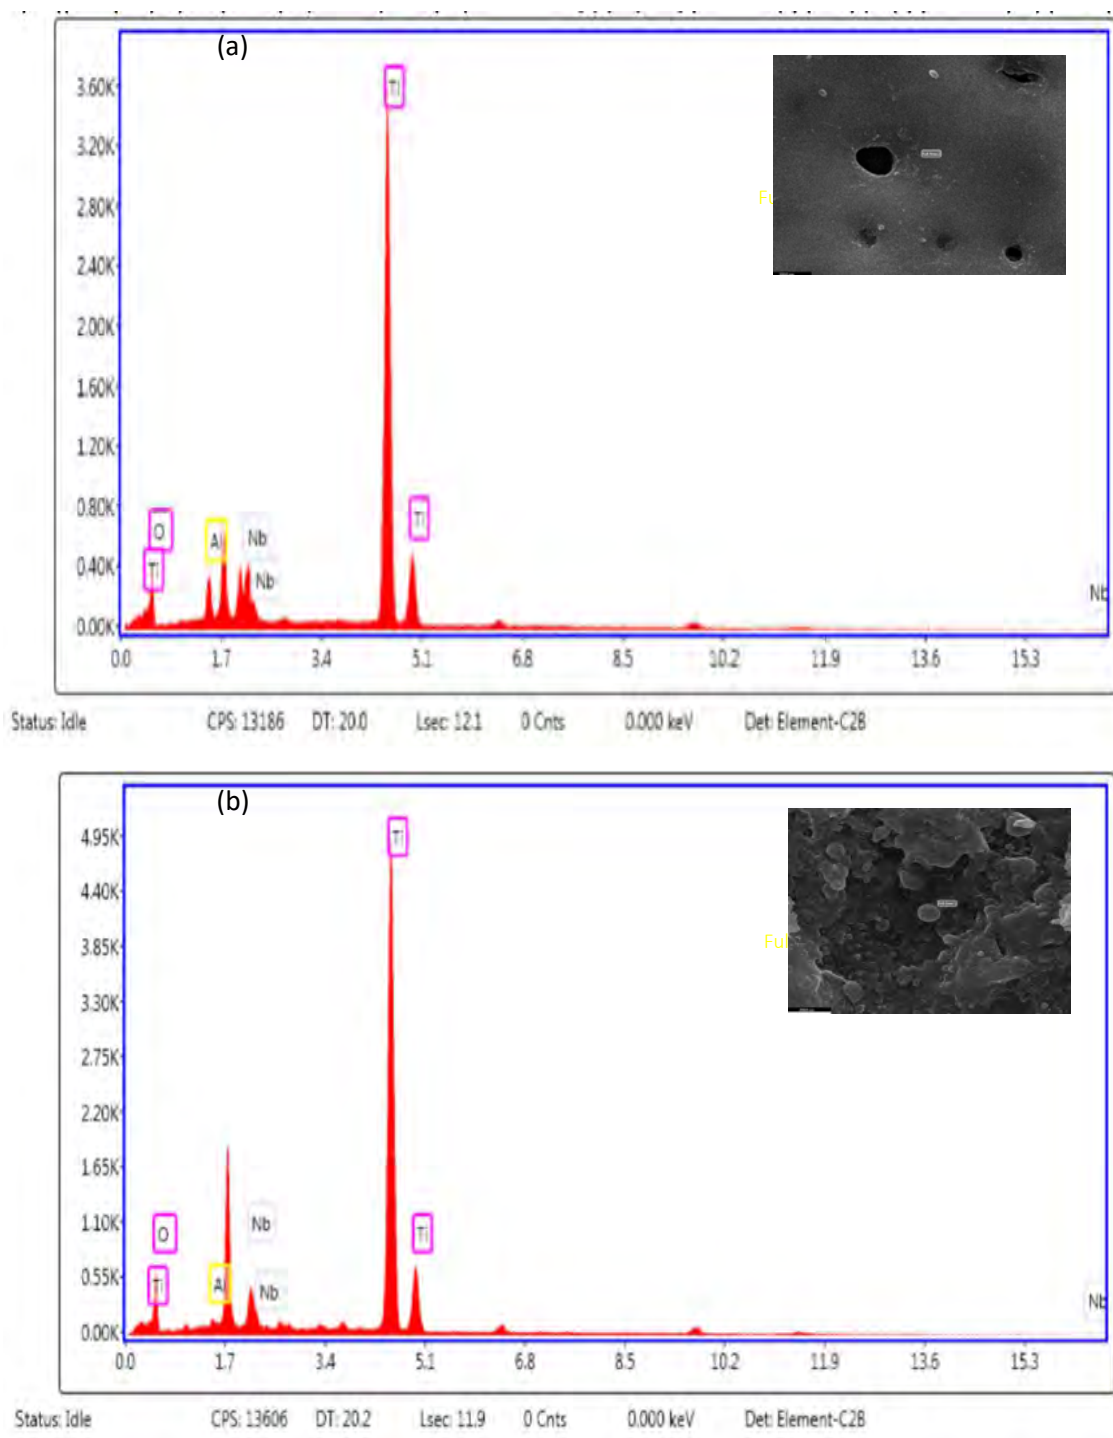 (a)
3.60K
3.20K
2.80K
2.40K
2.00K
1.60K
1.20K
0.80K
0.40K
0.00K
Ti
O
Ti
Al
Nb
Nb
Ti
Nb
0.0 1.7 3.4 5.1 6.8 8.5 10.2 11.9 13.6 15.3
Status: Idle CPS: 13186 DT: 20.0 Lsec: 12.1 0 Cnts 0.000 keV Det: Element-C2B
(b)
4.95K
4.40K
3.85K
3.30K
2.75K
2.20K
1.65K
1.10K
0.55K
0.00K
Ti
O
Ti
Al
Nb
Nb
Ti
Nb
0.0 1.7 3.4 5.1 6.8 8.5 10.2 11.9 13.6 15.3
Status: Idle CPS: 13606 DT: 20.2 Lsec: 11.9 0 Cnts 0.000 keV Det: Element-C2B